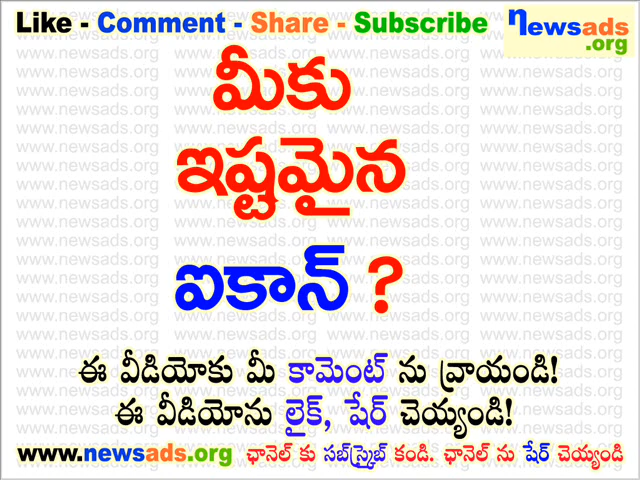 Like - Comment - Share - Subscribe
newsads
.org
మీకు
ఇష్టమైన
ఐకాన్ ?
ఈ వీడియోకు మీ కామెంట్ ను వ్రాయండి!
ఈ వీడియోను లైక్, షేర్ చెయ్యండి!
www.newsads.org ఛానెల్ కు సబ్‌స్క్రైబ్ కండి. ఛానెల్ ను షేర్ చెయ్యండి